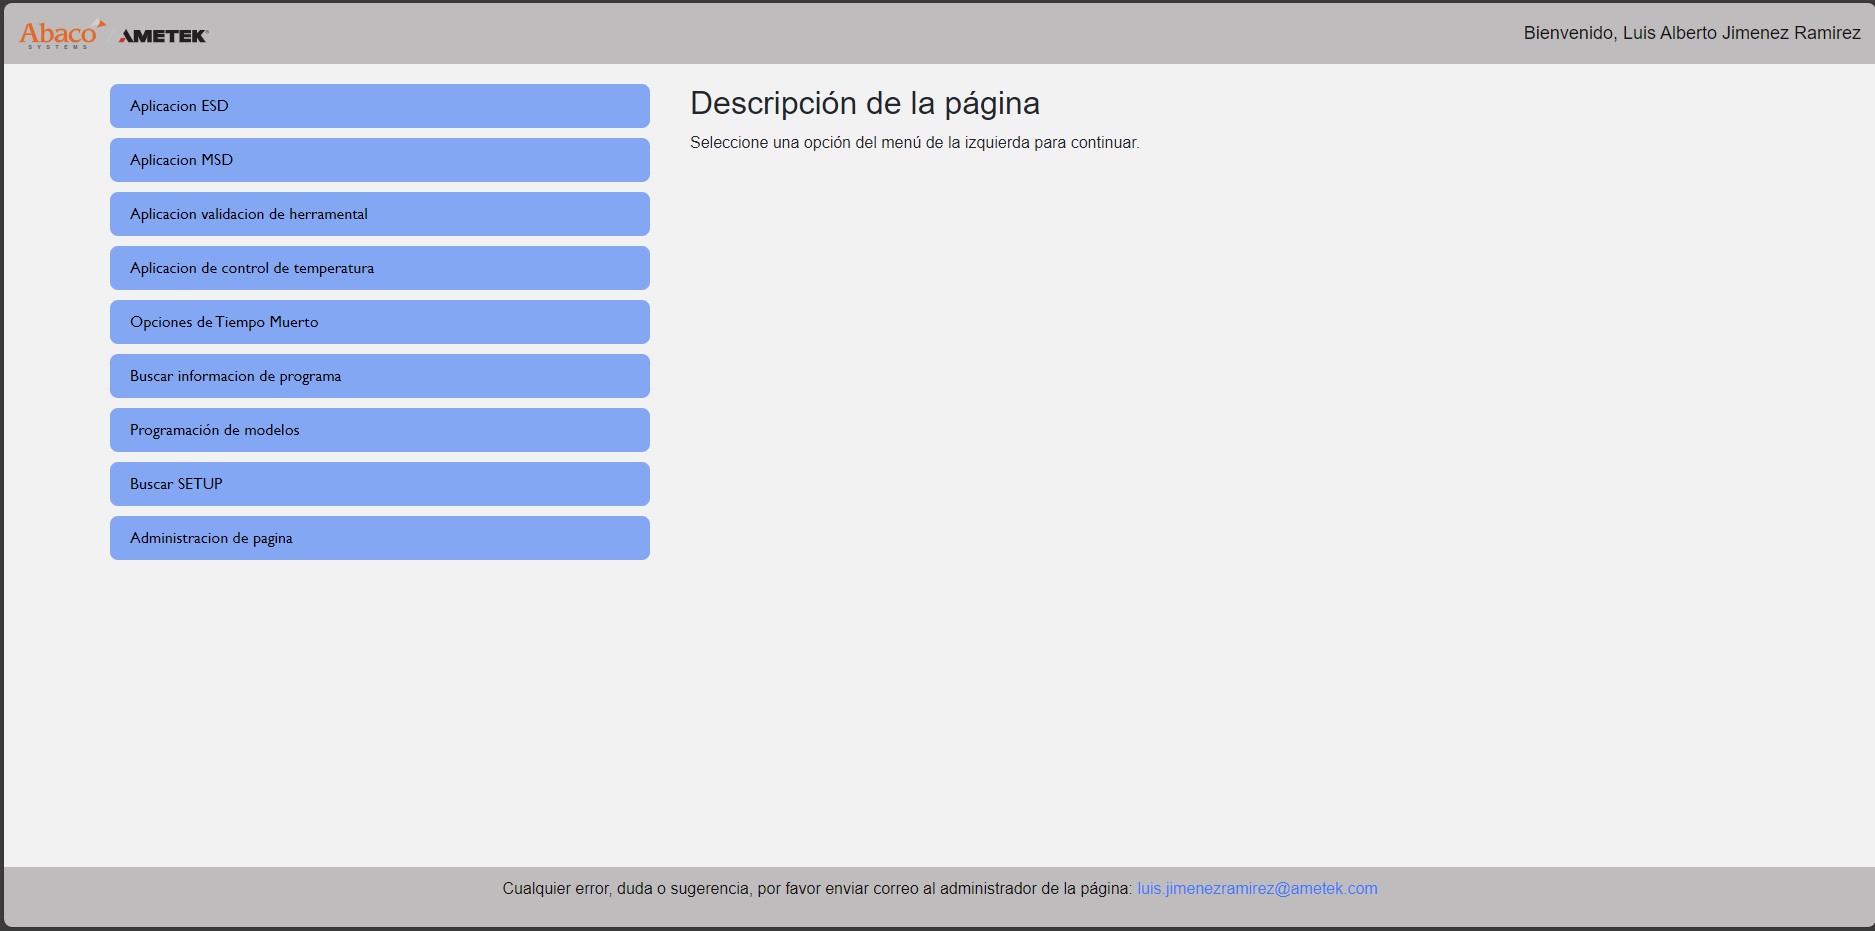 Abaco
SYSTEMS
AMETEK
Bienvenido, Luis Alberto Jimenez Ramirez
Aplicacion ESD
Aplicacion MSD
Aplicacion validacion de herramental
Aplicacion de control de temperatura
Opciones de Tiempo Muerto
Buscar informacion de programa
Programación de modelos
Buscar SETUP
Administracion de pagina
Descripción de la página
Seleccione una opción del menú de la izquierda para continuar.
Cualquier error, duda o sugerencia, por favor enviar correo al administrador de la página: luis.jimenezramirez@ametek.com